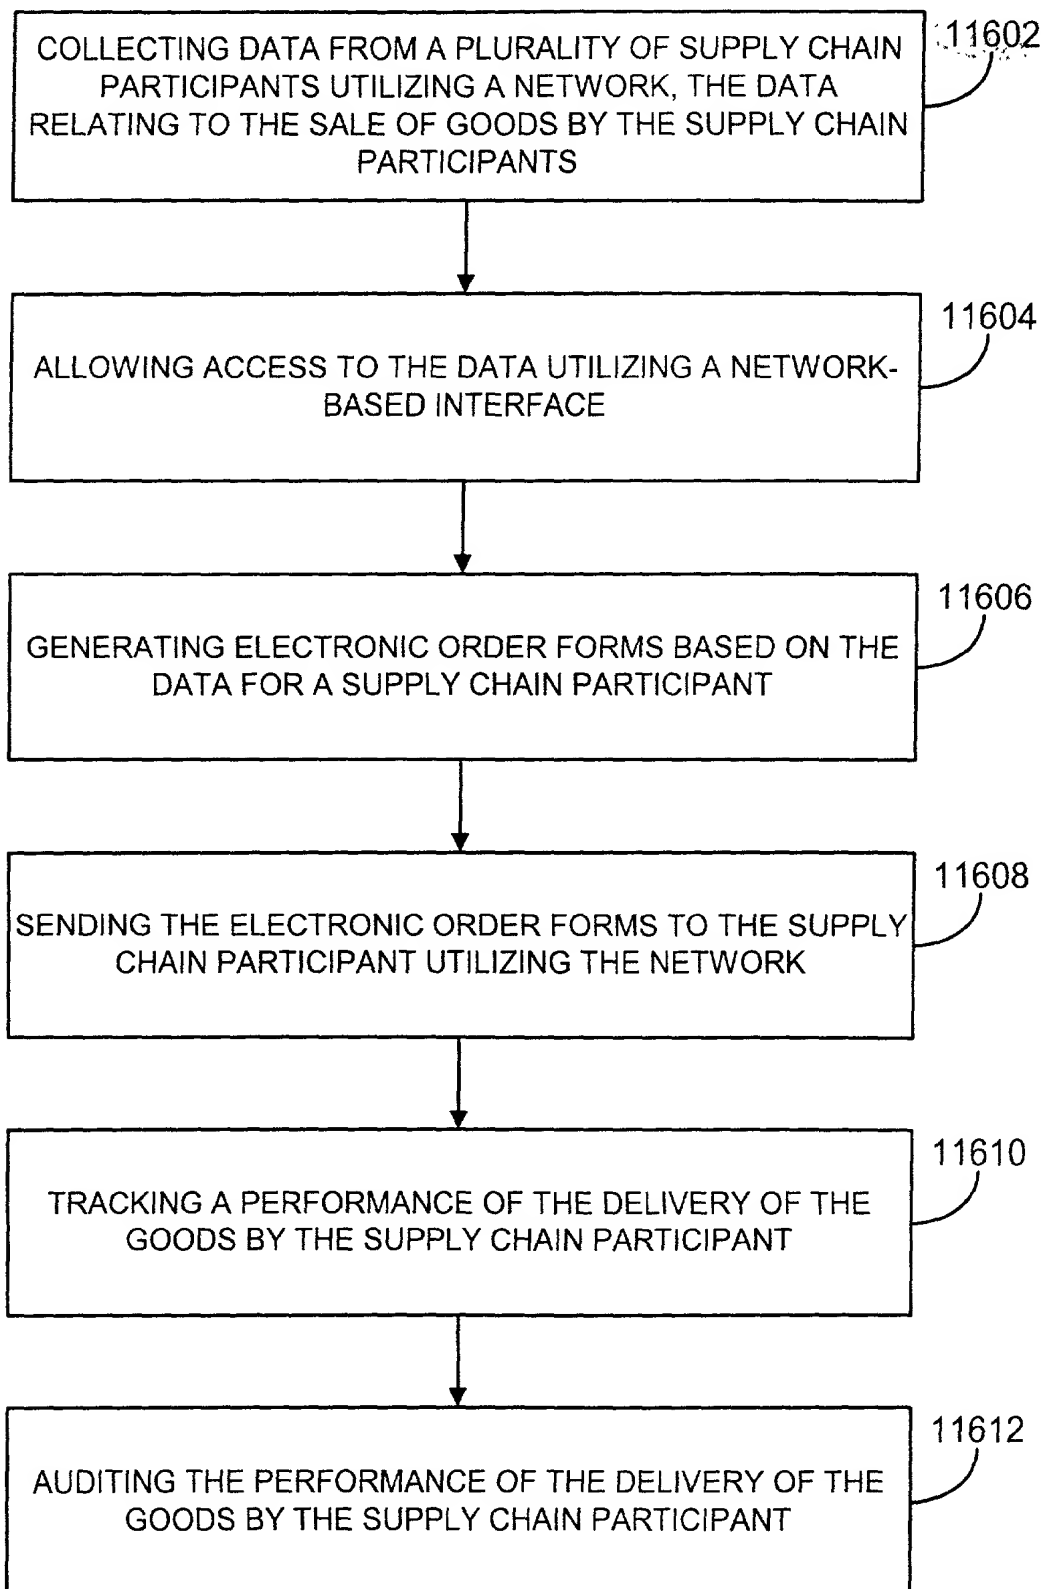 COLLECTING DATA FROM A PLURALITY OF SUPPLY CHAIN
PARTICIPANTS UTILIZING A NETWORK, THE DATA
RELATING TO THE SALE OF GOODS BY THE SUPPLY CHAIN
PARTICIPANTS
11602
ALLOWING ACCESS TO THE DATA UTILIZING A NETWORK-
BASED INTERFACE
11604
GENERATING ELECTRONIC ORDER FORMS BASED ON THE
DATA FOR A SUPPLY CHAIN PARTICIPANT
11606
SENDING THE ELECTRONIC ORDER FORMS TO THE SUPPLY
CHAIN PARTICIPANT UTILIZING THE NETWORK
11608
TRACKING A PERFORMANCE OF THE DELIVERY OF THE
GOODS BY THE SUPPLY CHAIN PARTICIPANT
11610
AUDITING THE PERFORMANCE OF THE DELIVERY OF THE
GOODS BY THE SUPPLY CHAIN PARTICIPANT
11612